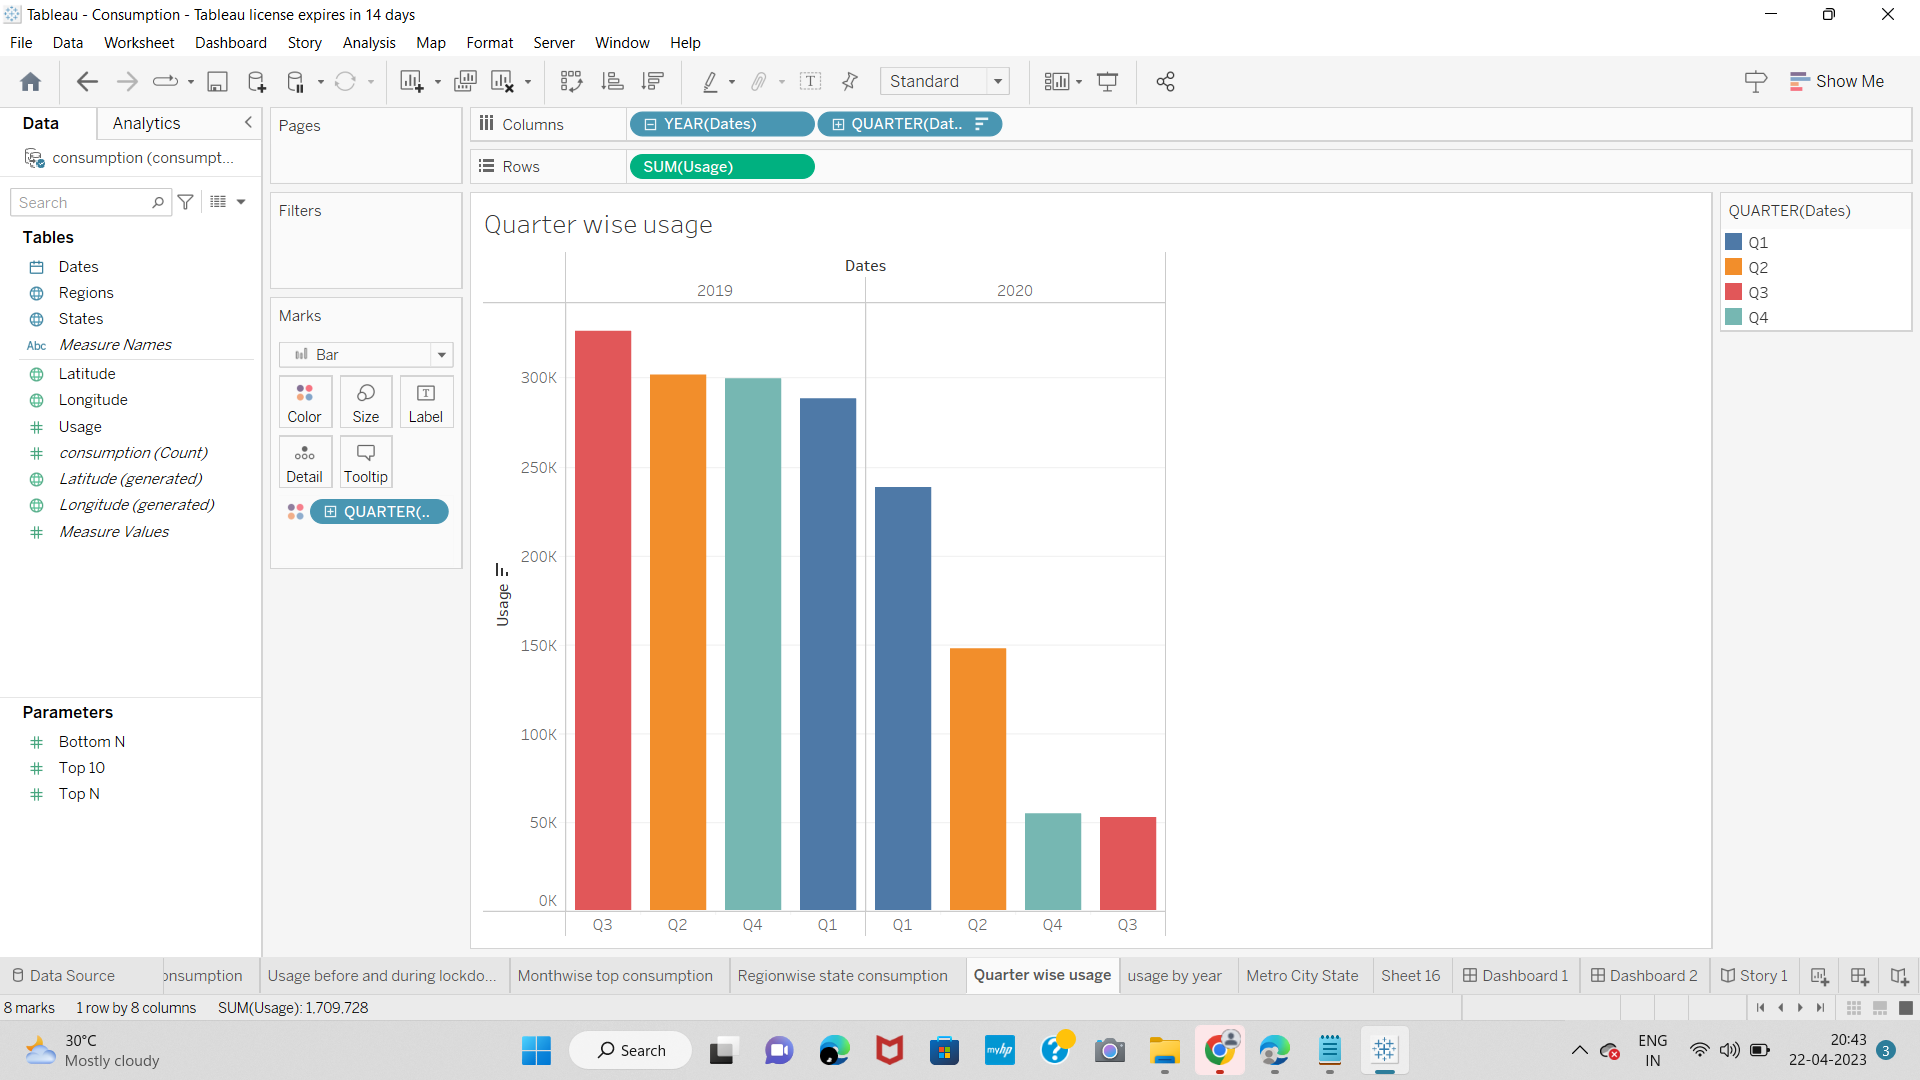 Tableau - Consumption - Tableau license expires in 14 days
File Data Worksheet Dashboard Story Analysis Map Format Server Window Help
Standard
Show Me
Data Analytics
consumption (consumpt...
Search
Tables
Dates
Regions
States
Abc Measure Names
Latitude
Longitude
Usage
consumption (Count)
Latitude (generated)
Longitude (generated)
Measure Values
Parameters
Bottom N
Top 10
Top N
Pages
Filters
Marks
Bar
Color Size Label
Detail Tooltip
QUARTER(..
Columns YEAR(Dates) QUARTER(Dat..
Rows SUM(Usage)
Quarter wise usage
Dates
2019 2020
300K
250K
200K
150K
100K
50K
0K
Usage
Q3 Q2 Q4 Q1 Q1 Q2 Q4 Q3
QUARTER(Dates)
Q1
Q2
Q3
Q4
Data Source onsumption Usage before and during lockdo... Monthwise top consumption Regionwise state consumption Quarter wise usage usage by year Metro City State Sheet 16 Dashboard 1 Dashboard 2 Story 1
8 marks 1 row by 8 columns SUM(Usage): 1,709,728
30°C
Mostly cloudy
Search
myhp
ENG
IN
20:43
22-04-2023
3